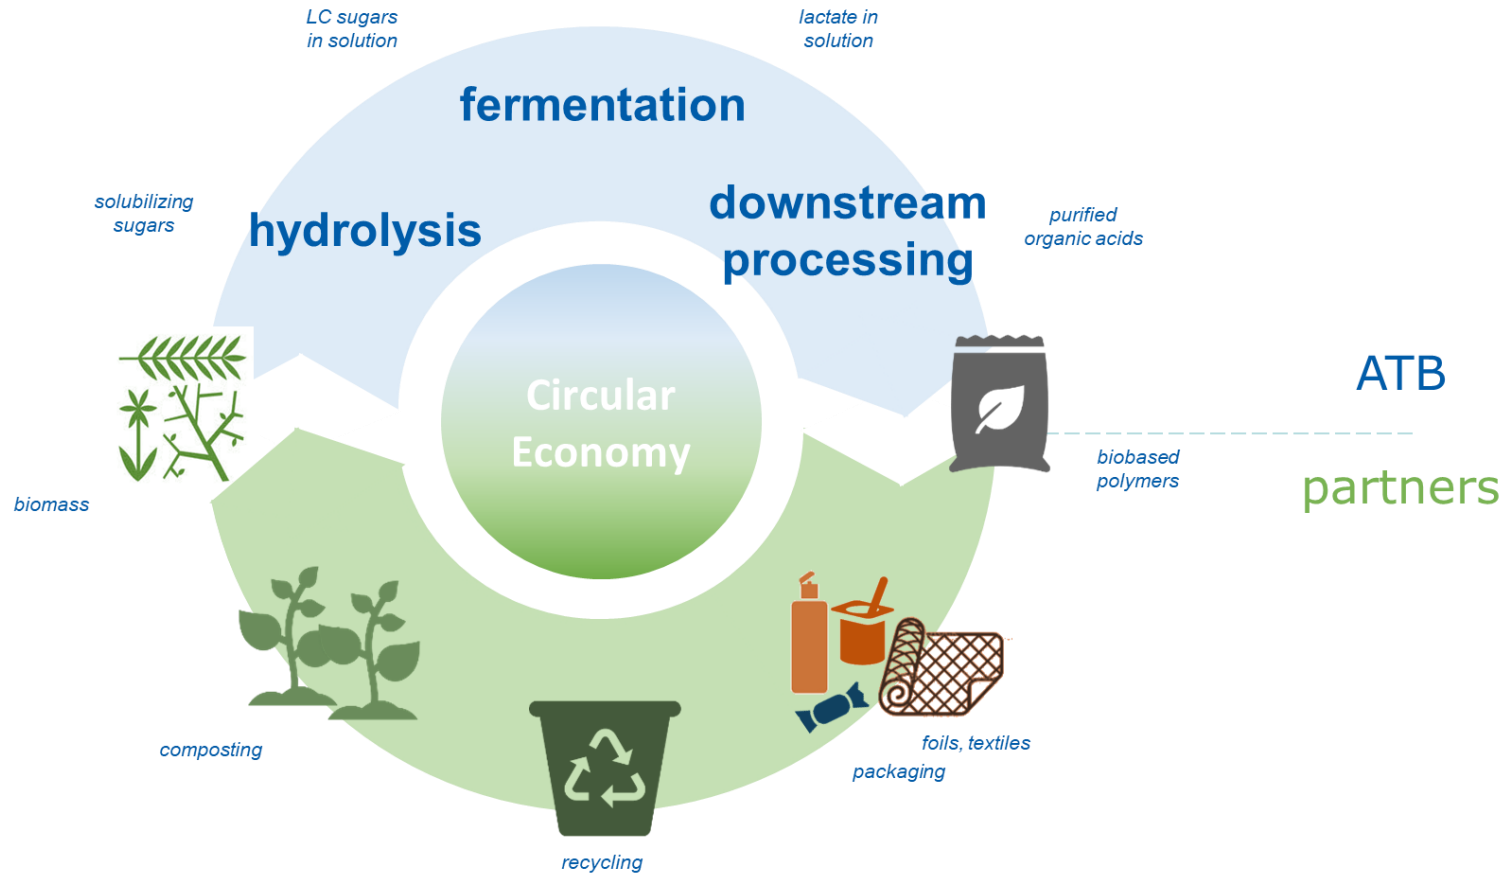 LC sugars
in solution
lactate in
solution
fermentation
solubilizing
sugars
hydrolysis
downstream
processing
purified
organic acids
Circular
Economy
ATB
biobased
polymers
partners
biomass
composting
foils, textiles
packaging
recycling